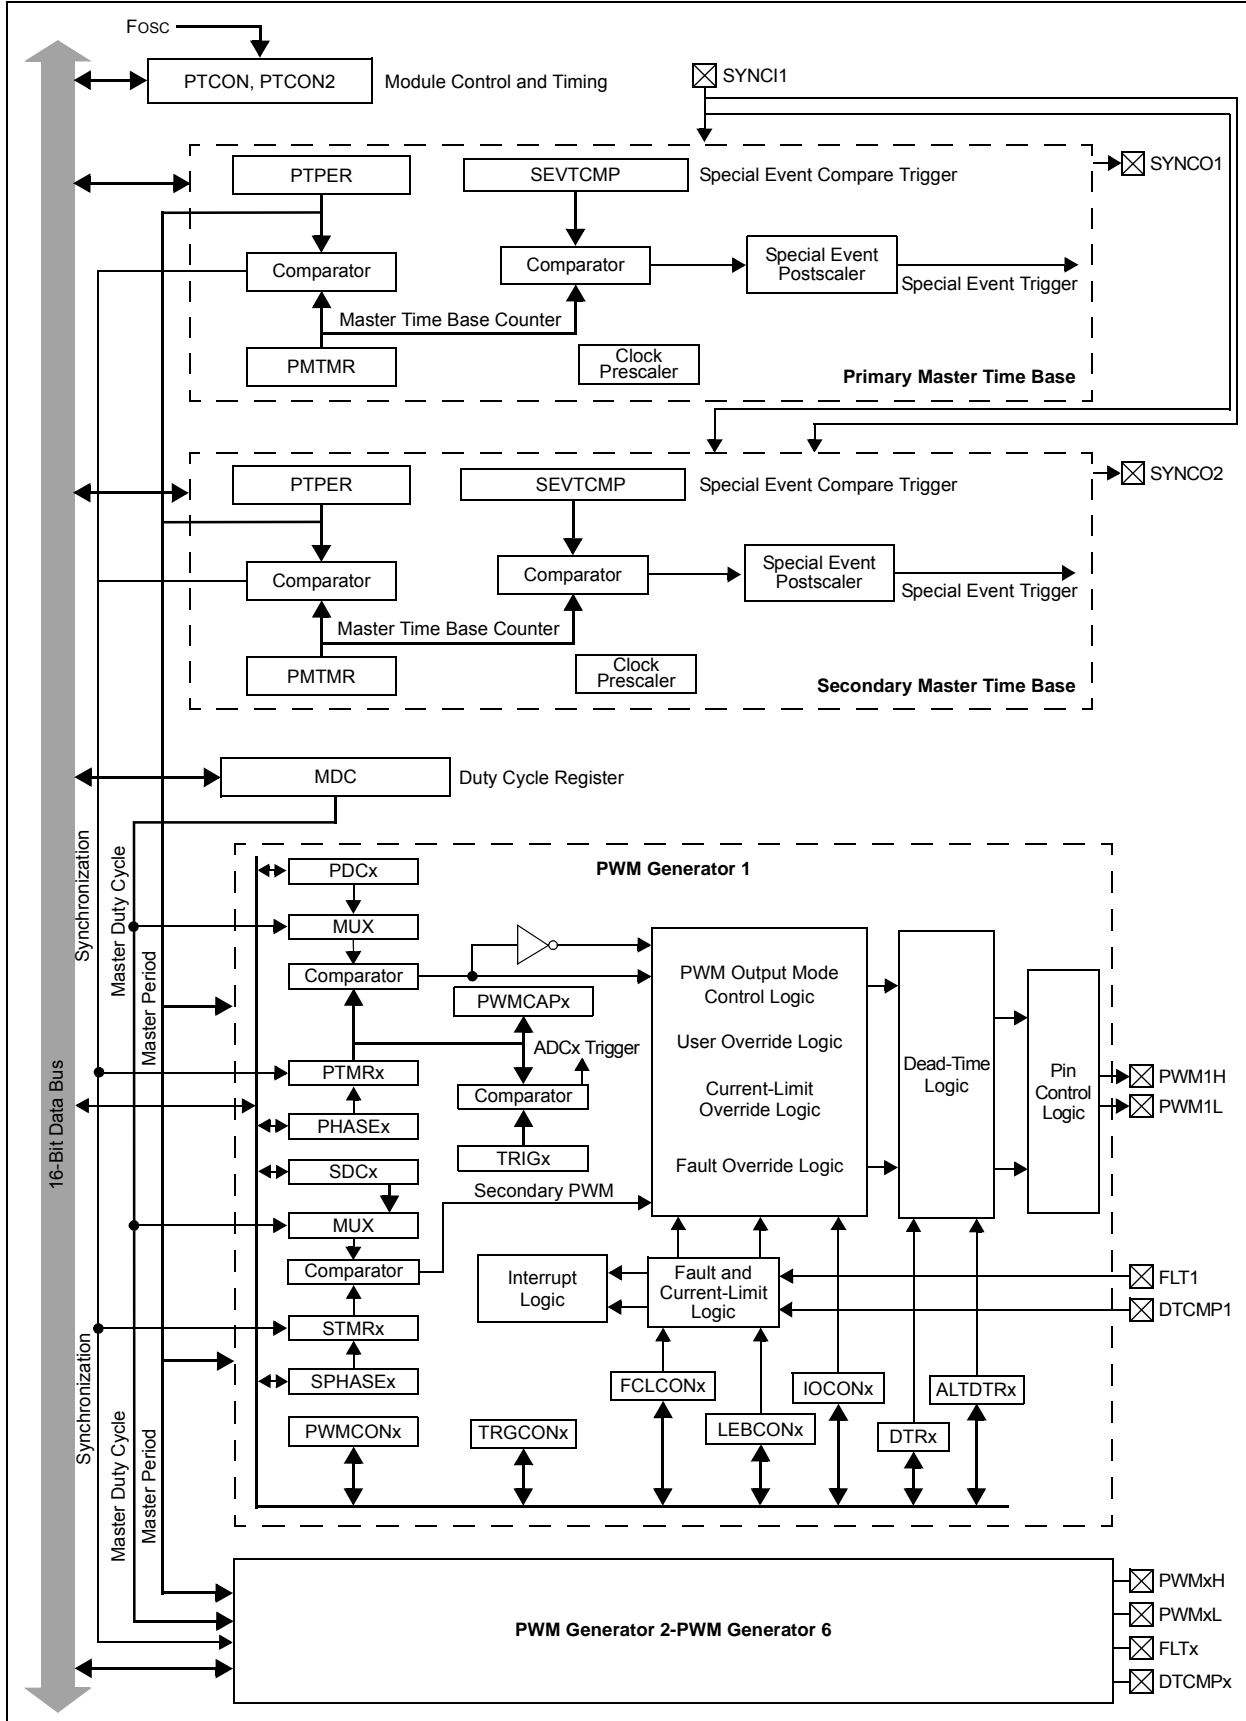 FOSC
PTCON, PTCON2
Module Control and Timing
SYNCI1
PTPER
SEVTCMP
Special Event Compare Trigger
SYNCO1
Comparator
Comparator
Special Event
Postscaler
Special Event Trigger
Master Time Base Counter
PMTMR
Clock
Prescaler
Primary Master Time Base
PTPER
SEVTCMP
Special Event Compare Trigger
SYNCO2
Comparator
Comparator
Special Event
Postscaler
Special Event Trigger
Master Time Base Counter
PMTMR
Clock
Prescaler
Secondary Master Time Base
MDC
Duty Cycle Register
16-Bit Data Bus
Synchronization
Master Duty Cycle
Master Period
PWM Generator 1
PDCx
MUX
Comparator
PWMCAPx
ADCx Trigger
PTMRx
Comparator
PHASEx
TRIGx
SDCx
Secondary PWM
MUX
Comparator
STMRx
SPHASEx
PWM Output Mode
Control Logic
User Override Logic
Current-Limit
Override Logic
Fault Override Logic
Dead-Time
Logic
Pin
Control
Logic
PWM1H
PWM1L
Interrupt
Logic
Fault and
Current-Limit
Logic
FLT1
DTCMP1
PWMCONx
TRGCONx
FCLCONx
LEBCONx
IOCONx
DTRx
ALTDTRx
Synchronization
Master Duty Cycle
Master Period
PWM Generator 2-PWM Generator 6
PWMxH
PWMxL
FLTx
DTCMPx